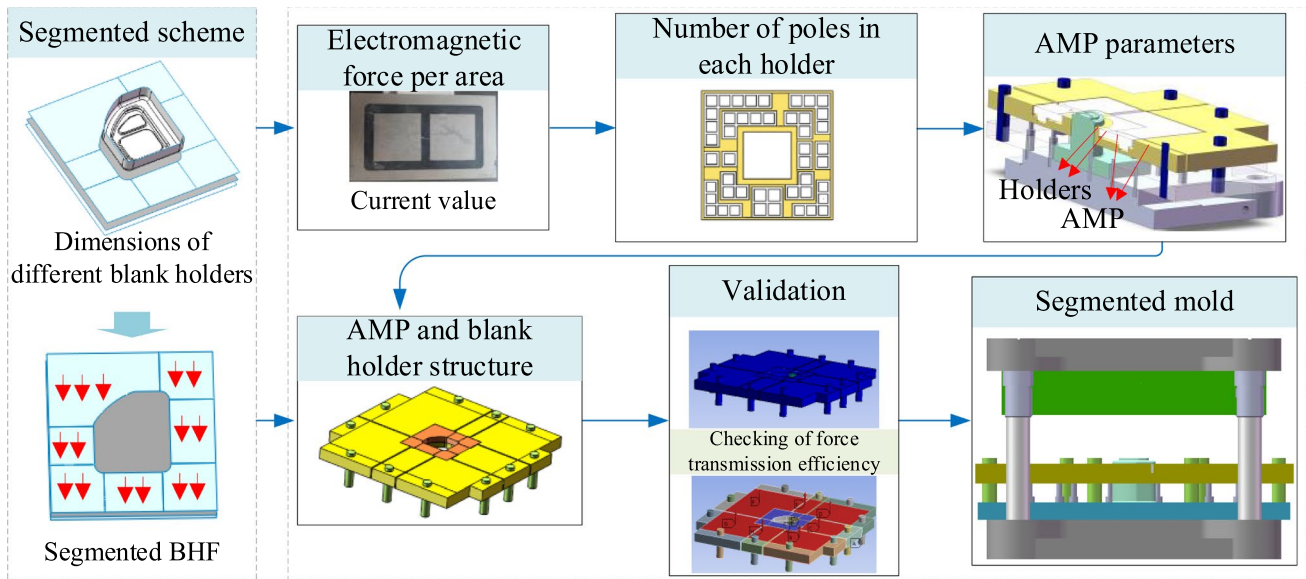 Segmented scheme
Dimensions of
different blank holders
Segmented BHF
Electromagnetic
force per area
Current value
Number of poles in
each holder
AMP parameters
Holders
AMP
AMP and blank
holder structure
Validation
Checking of force
transmission efficiency
Segmented mold